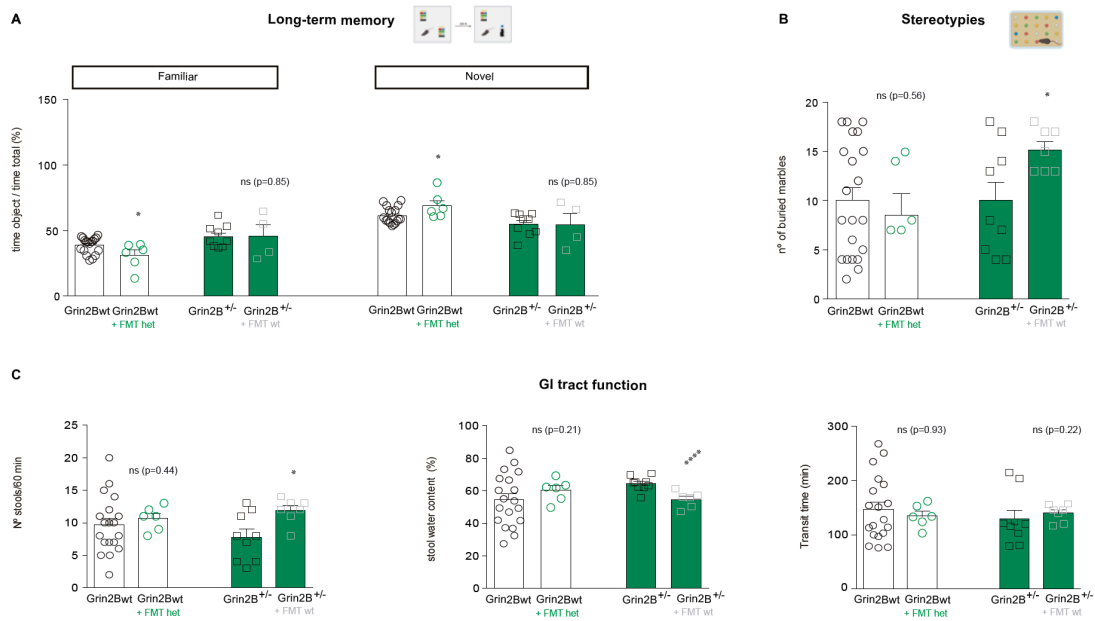 A
Long-term memory
Familiar
Novel
time object / time total (%)
150
100
50
0
*
ns (p=0.85)
*
ns (p=0.85)
Grin2Bwt
Grin2Bwt
+ FMT het
Grin2B+/-
Grin2B+/-
+ FMT wt
Grin2Bwt
Grin2Bwt
+ FMT het
Grin2B+/-
Grin2B+/-
+ FMT wt
B
Stereotypies
nº of buried marbles
20
15
10
5
0
ns (p=0.56)
*
Grin2Bwt
Grin2Bwt
+ FMT het
Grin2B+/-
Grin2B+/-
+ FMT wt
C
GI tract function
Nº stools/60 min
25
20
15
10
5
0
ns (p=0.44)
*
Grin2Bwt
Grin2Bwt
+ FMT het
Grin2B+/-
Grin2B+/-
+ FMT wt
stool water content (%)
100
80
60
40
20
0
ns (p=0.21)
****
Grin2Bwt
Grin2Bwt
+ FMT het
Grin2B+/-
Grin2B+/-
+ FMT wt
Transit time (min)
300
200
100
0
ns (p=0.93)
ns (p=0.22)
Grin2Bwt
Grin2Bwt
+ FMT het
Grin2B+/-
Grin2B+/-
+ FMT wt